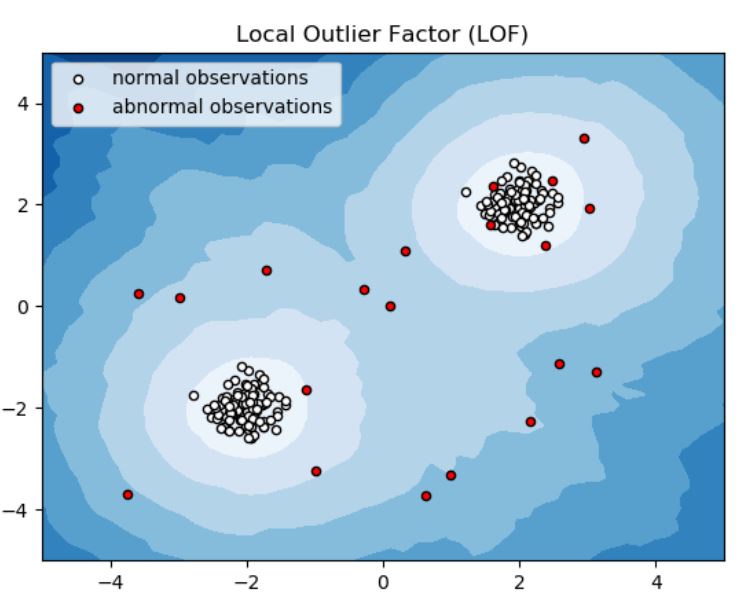 Local Outlier Factor (LOF)
normal observations
abnormal observations
4
2
0
−2
−4
−4 −2 0 2 4